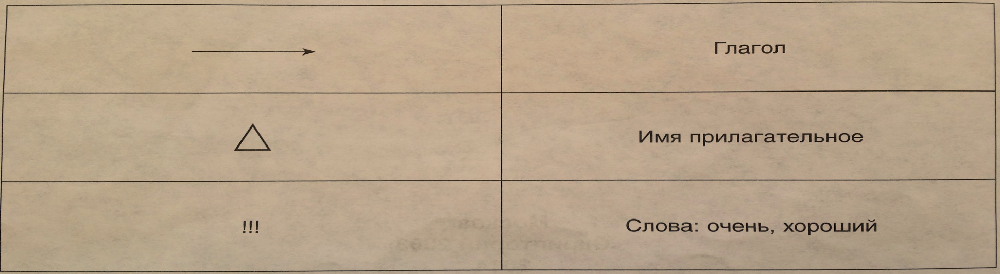 Глагол
Имя прилагательное
!!! Слова: очень, хороший